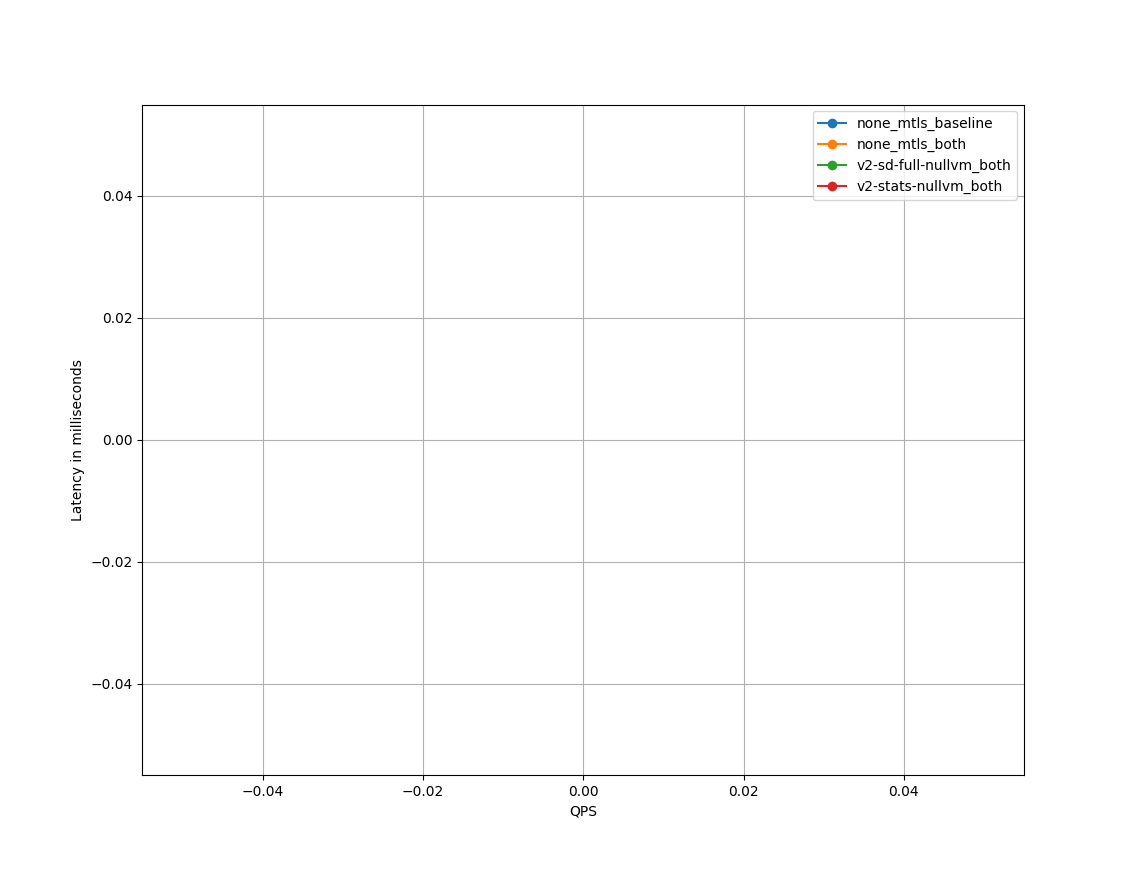 none_mtls_baseline
none_mtls_both
v2-sd-full-nullvm_both
v2-stats-nullvm_both
0.04
0.02
0.00
−0.02
−0.04
Latency in milliseconds
−0.04 −0.02 0.00 0.02 0.04
QPS